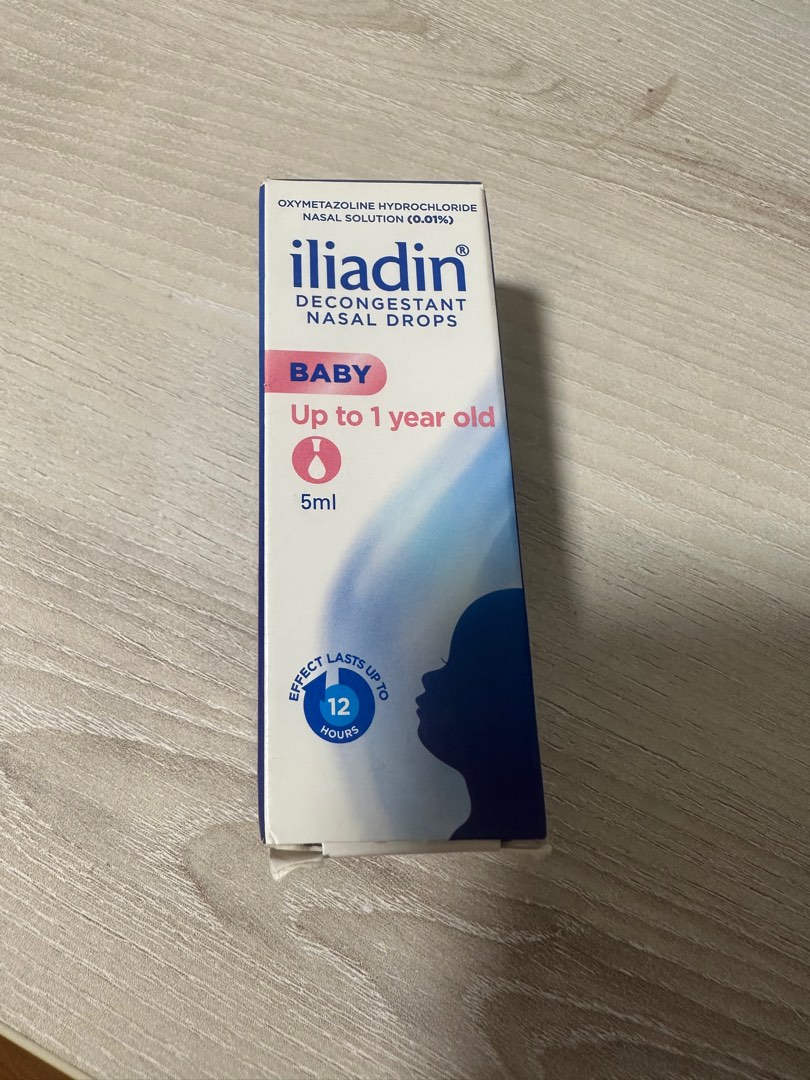 OXYMETAZOLINE HYDROCHLORIDE
NASAL SOLUTION (0.01%)
iliadin®
DECONGESTANT
NASAL DROPS
BABY
Up to 1 year old
5ml
EFFECT LASTS UP TO
12
HOURS